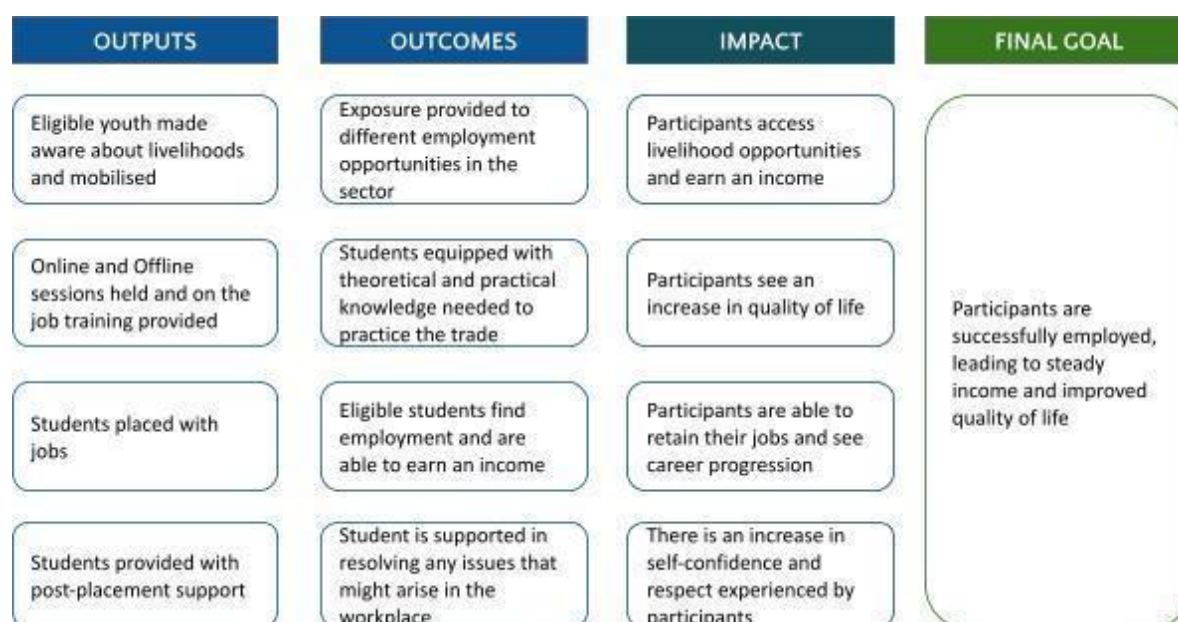 OUTPUTS
Eligible youth made
aware about livelihoods
and mobilised
Online and Offline
sessions held and on the
job training provided
Students placed with
jobs
Students provided with
post-placement support
OUTCOMES
Exposure provided to
different employment
opportunities in the
sector
Students equipped with
theoretical and practical
knowledge needed to
practice the trade
Eligible students find
employment and are
able to earn an income
Student is supported in
resolving any issues that
might arise in the
workplace
IMPACT
Participants access
livelihood opportunities
and earn an income
Participants see an
increase in quality of life
Participants are able to
retain their jobs and see
career progression
There is an increase in
self-confidence and
respect experienced by
participants
FINAL GOAL
Participants are
successfully employed,
leading to steady
income and improved
quality of life